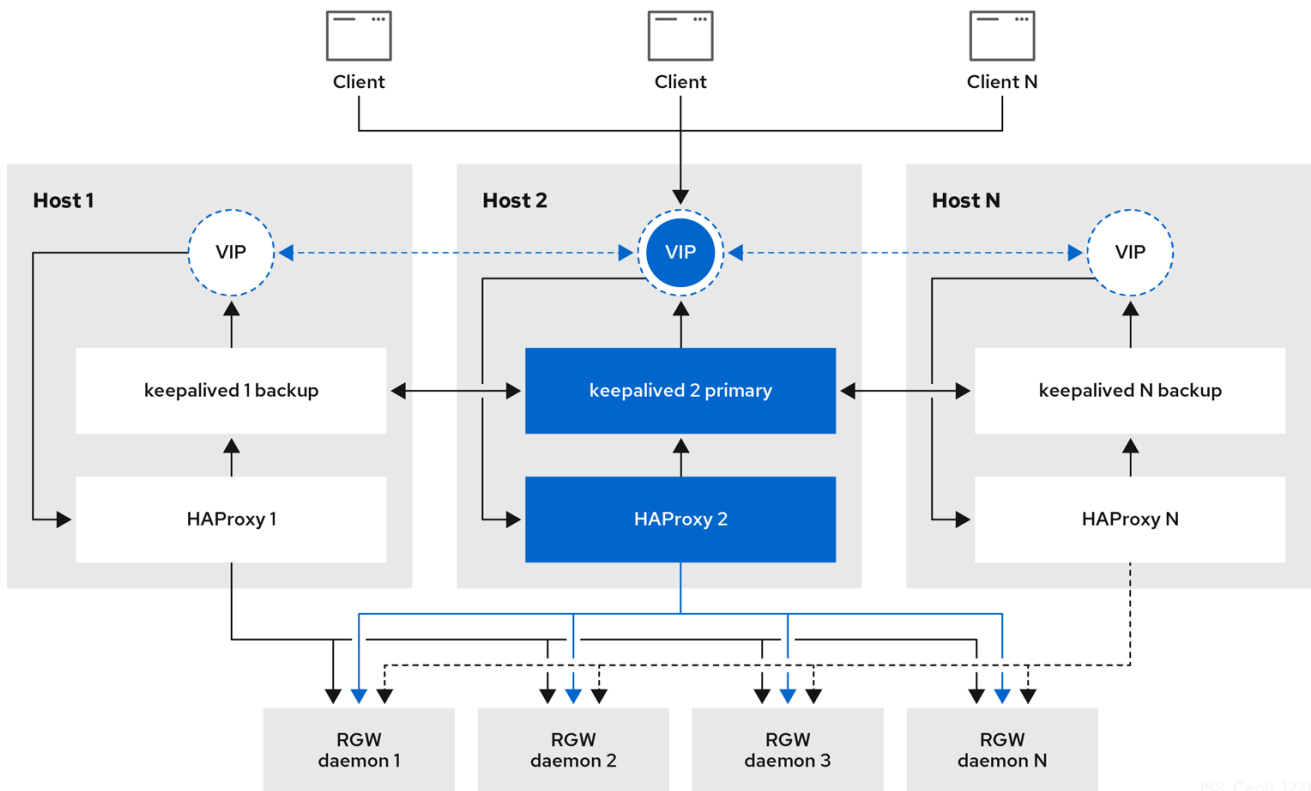 Client
Client
Client N
Host 1
Host 2
Host N
VIP
VIP
VIP
keepalived 1 backup
keepalived 2 primary
keepalived N backup
HAProxy 1
HAProxy 2
HAProxy N
RGW
daemon 1
RGW
daemon 2
RGW
daemon 3
RGW
daemon N
158_Ceph_1221